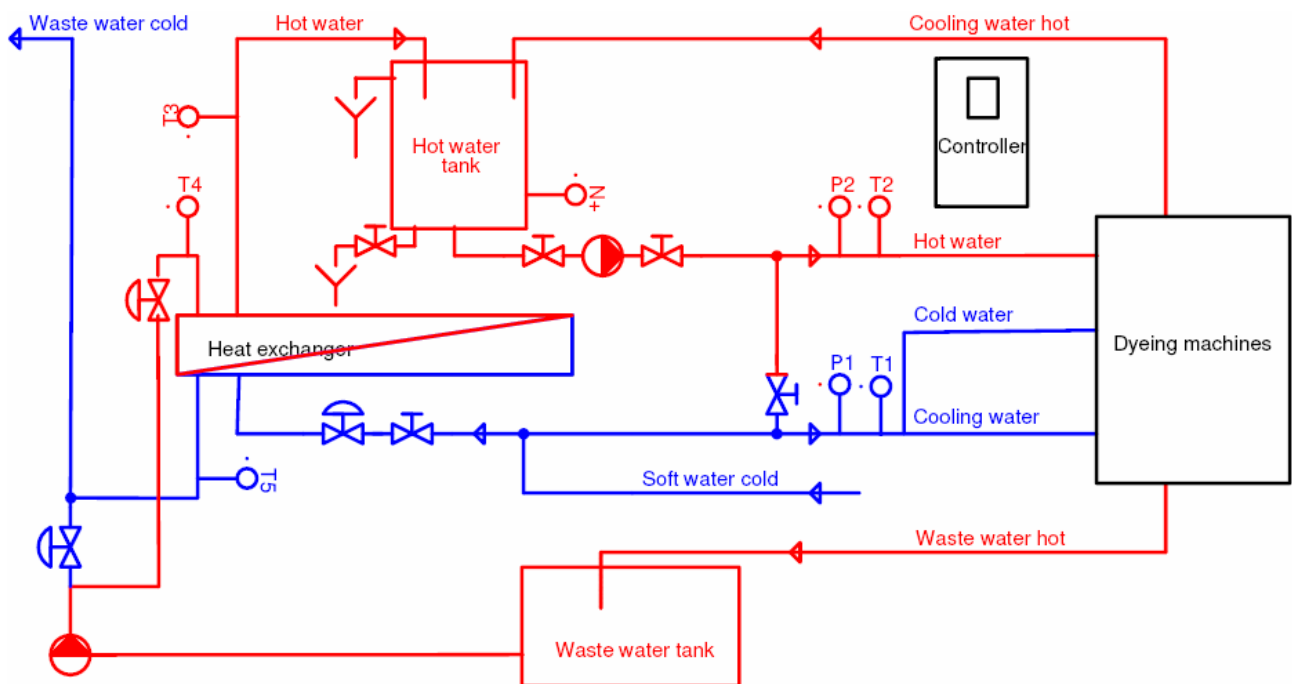 Waste water cold
Hot water
Cooling water hot
T3
Hot water
tank
Controller
T4
N+
P2
T2
Hot water
Cold water
Heat exchanger
Dyeing machines
P1
T1
Cooling water
T5
Soft water cold
Waste water hot
Waste water tank